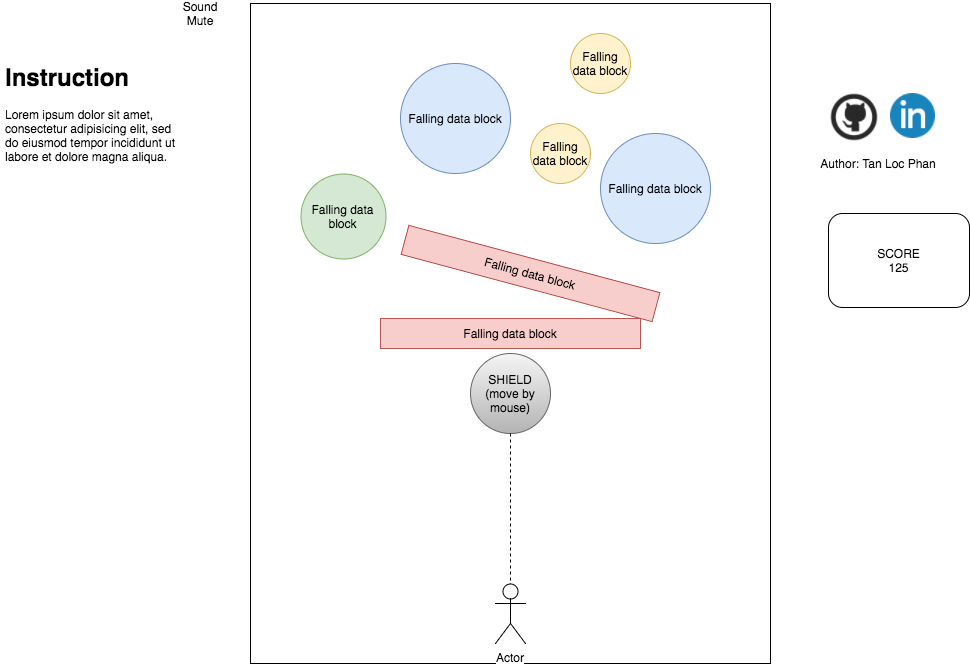 Sound
Mute
Instruction
Lorem ipsum dolor sit amet,
consectetur adipisicing elit, sed
do eiusmod tempor incididunt ut
labore et dolore magna aliqua.
Falling
data block
Falling data block
Falling
data block
Falling data block
Falling data
block
Falling data block
Falling data block
SHIELD
(move by
mouse)
Actor
in
Author: Tan Loc Phan
SCORE
125